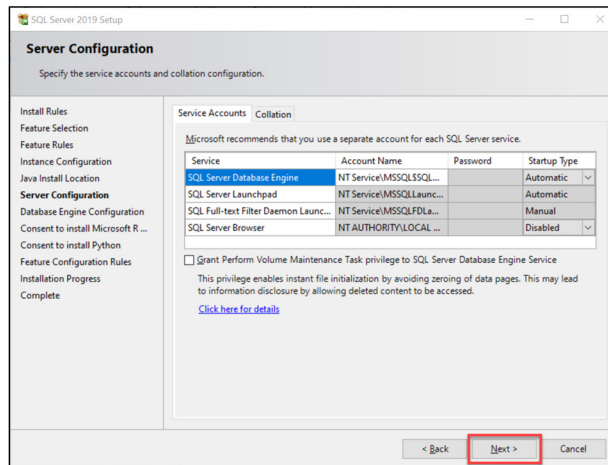 SQL Server 2019 Setup
Server Configuration
Specify the service accounts and collation configuration.
Install Rules
Feature Selection
Feature Rules
Instance Configuration
Java Install Location
Server Configuration
Database Engine Configuration
Consent to install Microsoft R ...
Consent to install Python
Feature Configuration Rules
Installation Progress
Complete
Service Accounts Collation
Microsoft recommends that you use a separate account for each SQL Server service.
Service Account Name Password Startup Type
SQL Server Database Engine NT Service\MSSQL$SQL... Automatic
SQL Server Launchpad NT Service\MSSQLLaunc... Automatic
SQL Full-text Filter Daemon Launc... NT Service\MSSQLFDLa... Manual
SQL Server Browser NT AUTHORITY\LOCAL ... Disabled
Grant Perform Volume Maintenance Task privilege to SQL Server Database Engine Service
This privilege enables instant file initialization by avoiding zeroing of data pages. This may lead
to information disclosure by allowing deleted content to be accessed.
Click here for details
< Back Next > Cancel